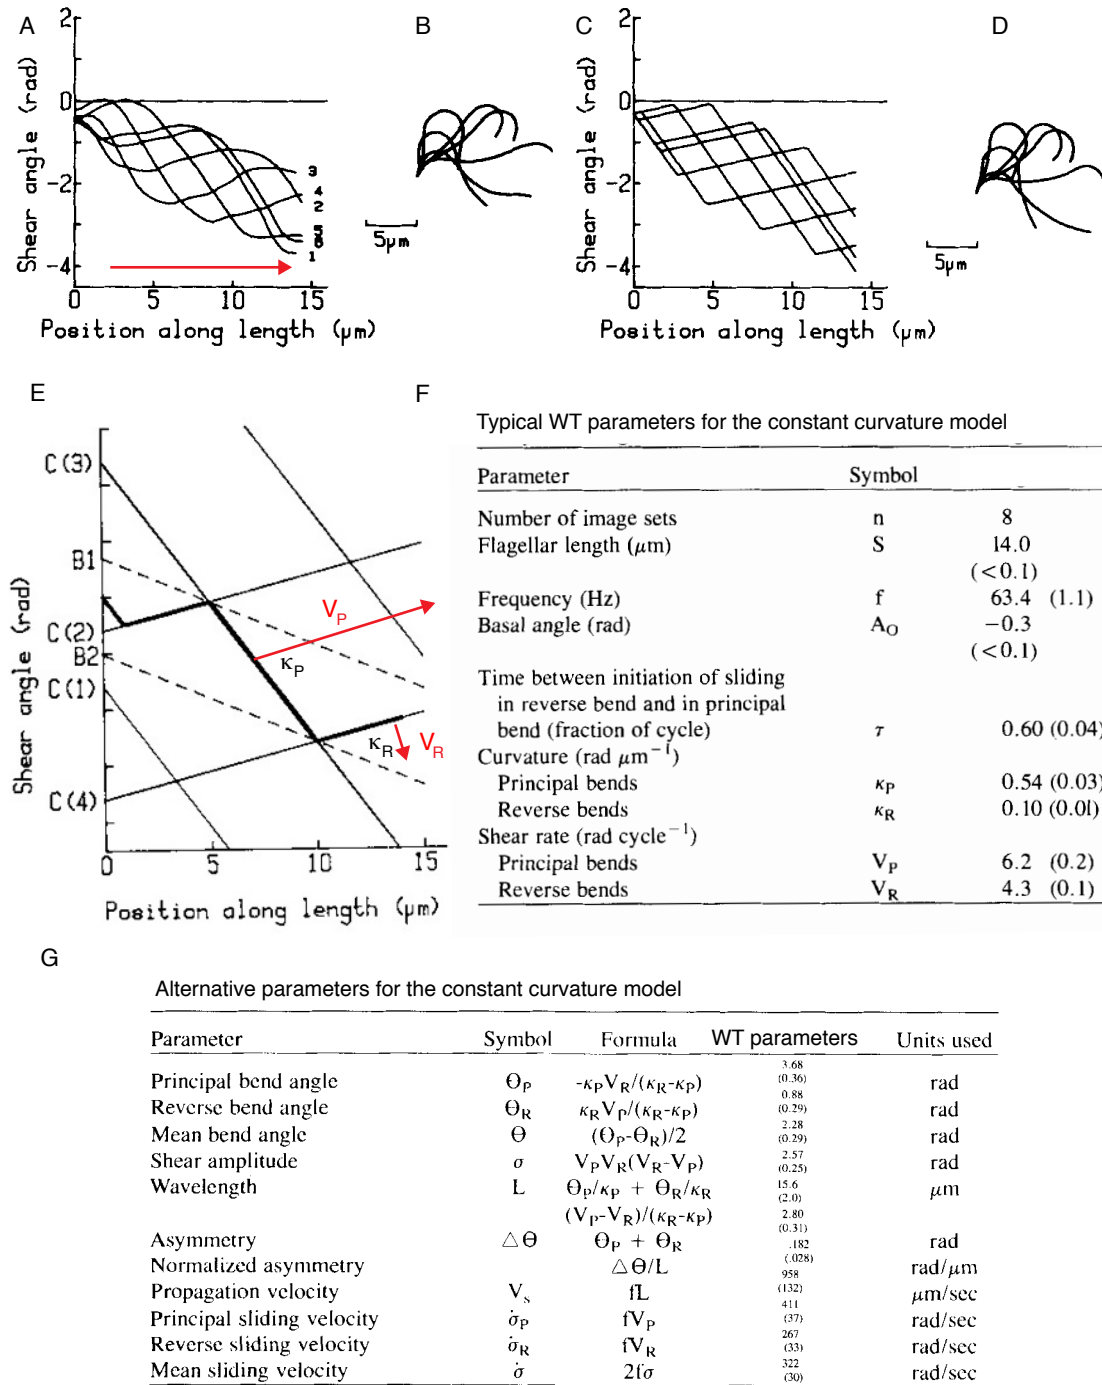 A
B
C
D
2
0
-2
-4
Shear angle (rad)
3
4
2
5
6
1
0 5 10 15
Position along length (μm)
5μm
2
0
-2
-4
Shear angle (rad)
0 5 10 15
Position along length (μm)
5μm
E
C(3)
B1
C(2)
B2
C(1)
C(4)
Shear angle (rad)
V_P
κ_P
κ_R
V_R
0 5 10 15
Position along length (μm)
F
Typical WT parameters for the constant curvature model
Parameter Symbol
Number of image sets n 8
Flagellar length (μm) S 14.0
(<0.1)
Frequency (Hz) f 63.4 (1.1)
Basal angle (rad) A_O −0.3
(<0.1)
Time between initiation of sliding
in reverse bend and in principal
bend (fraction of cycle) τ 0.60 (0.04)
Curvature (rad μm⁻¹)
Principal bends κ_P 0.54 (0.03)
Reverse bends κ_R 0.10 (0.01)
Shear rate (rad cycle⁻¹)
Principal bends V_P 6.2 (0.2)
Reverse bends V_R 4.3 (0.1)
G
Alternative parameters for the constant curvature model
Parameter Symbol Formula WT parameters Units used
Principal bend angle Θ_P -κ_PV_R/(κ_R-κ_P) 3.68 (0.36) rad
Reverse bend angle Θ_R κ_RV_P/(κ_R-κ_P) 0.88 (0.29) rad
Mean bend angle Θ (Θ_P-Θ_R)/2 2.28 (0.29) rad
Shear amplitude σ V_PV_R(V_R-V_P) 2.57 (0.25) rad
Wavelength L Θ_P/κ_P + Θ_R/κ_R 15.6 (2.0) μm
(V_P-V_R)/(κ_R-κ_P) 2.80 (0.31)
Asymmetry △Θ Θ_P + Θ_R .182 (.028) rad
Normalized asymmetry △Θ/L rad/μm
Propagation velocity V_s fL 958 (132) μm/sec
Principal sliding velocity σ̇_P fV_P 411 (37) rad/sec
Reverse sliding velocity σ̇_R fV_R 267 (33) rad/sec
Mean sliding velocity σ̇ 2fσ 322 (30) rad/sec